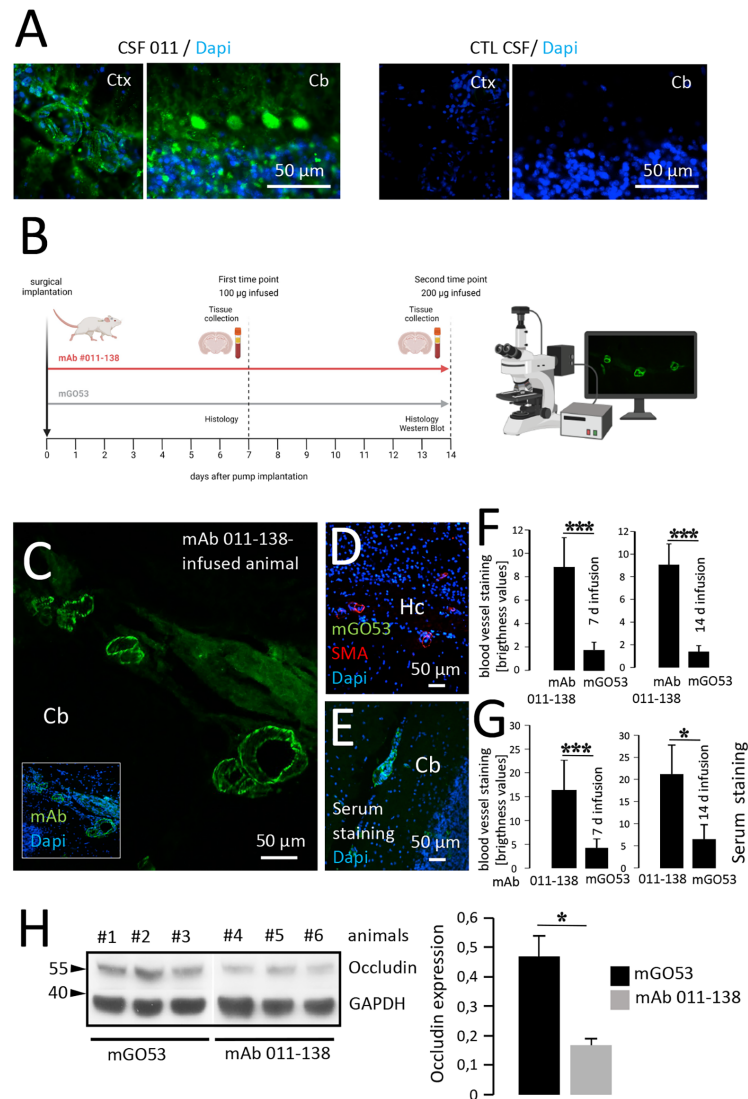 A
CSF 011 / Dapi
CTL CSF/ Dapi
Ctx
Cb
50 µm
Ctx
Cb
50 µm
B
surgical
implantation
First time point
100 µg infused
Second time point
200 µg infused
Tissue
collection
Tissue
collection
mAb #011-138
mGO53
Histology
Histology
Western Blot
0 1 2 3 4 5 6 7 8 9 10 11 12 13 14
days after pump implantation
C
mAb 011-138-
infused animal
Cb
mAb
Dapi
50 µm
D
Hc
mGO53
SMA
Dapi
50 µm
E
Cb
Serum
staining
Dapi
50 µm
F
blood vessel staining
[brigthness values]
12
10
8
6
4
2
0
***
7 d infusion
mAb
011-138
mGO53
12
10
8
6
4
2
0
***
14 d infusion
mAb
011-138
mGO53
G
blood vessel staining
[brigthness values]
30
25
20
15
10
5
0
***
7 d infusion
mAb
011-138
mGO53
30
25
20
15
10
5
0
*
14 d infusion
011-138
mGO53
Serum staining
H
#1 #2 #3 #4 #5 #6 animals
55
40
Occludin
GAPDH
mGO53
mAb 011-138
Occludin expression
0,6
0,5
0,4
0,3
0,2
0,1
0
*
mGO53
mAb 011-138